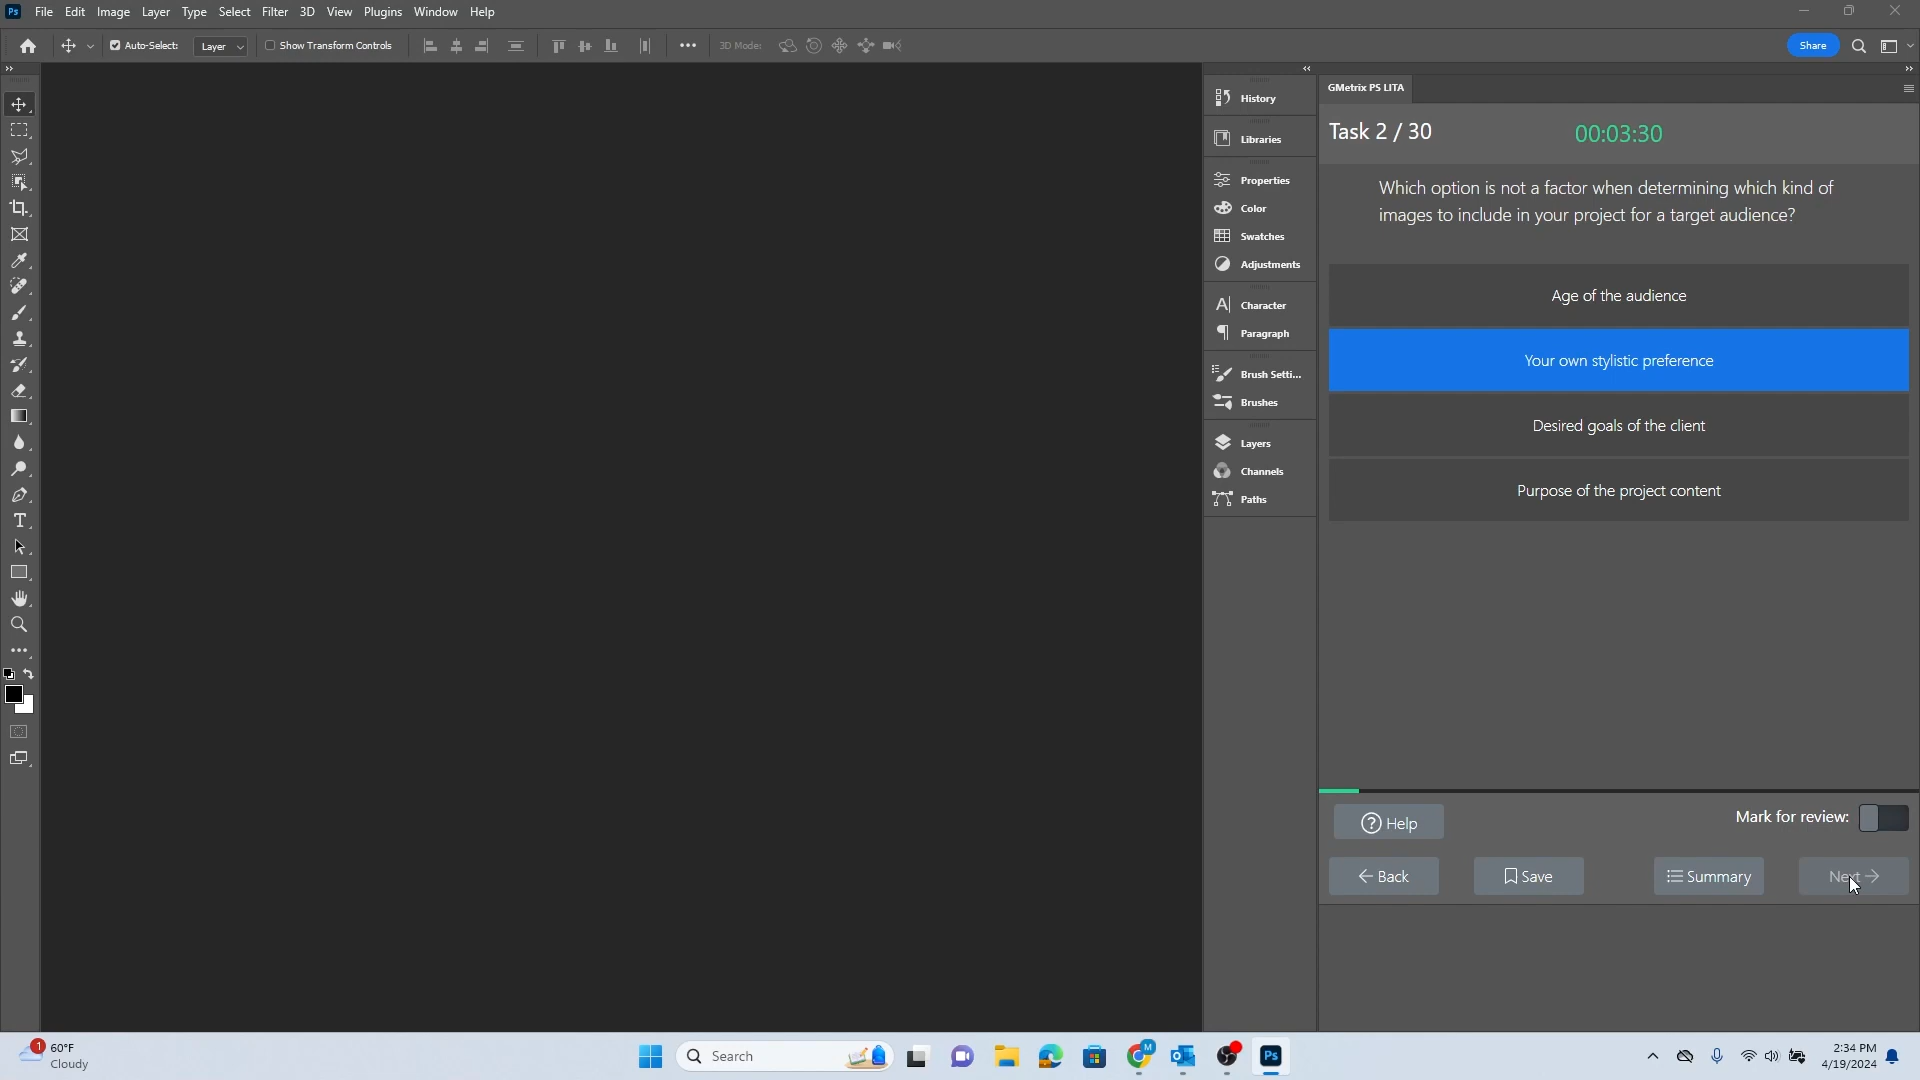 Ps File Edit Image Layer Type Select Filter 3D View Plugins Window Help
Auto-Select: Layer Show Transform Controls 3D Mode: Share
GMetrix PS LITA
History
Libraries
Properties
Color
Swatches
Adjustments
Character
Paragraph
Brush Setti...
Brushes
Layers
Channels
Paths
Task 2 / 30 00:03:30
Which option is not a factor when determining which kind of
images to include in your project for a target audience?
Age of the audience
Your own stylistic preference
Desired goals of the client
Purpose of the project content
Help
Mark for review:
Back Save Summary Next
1 60°F
Cloudy
Search
M
Ps
2:34 PM
4/19/2024